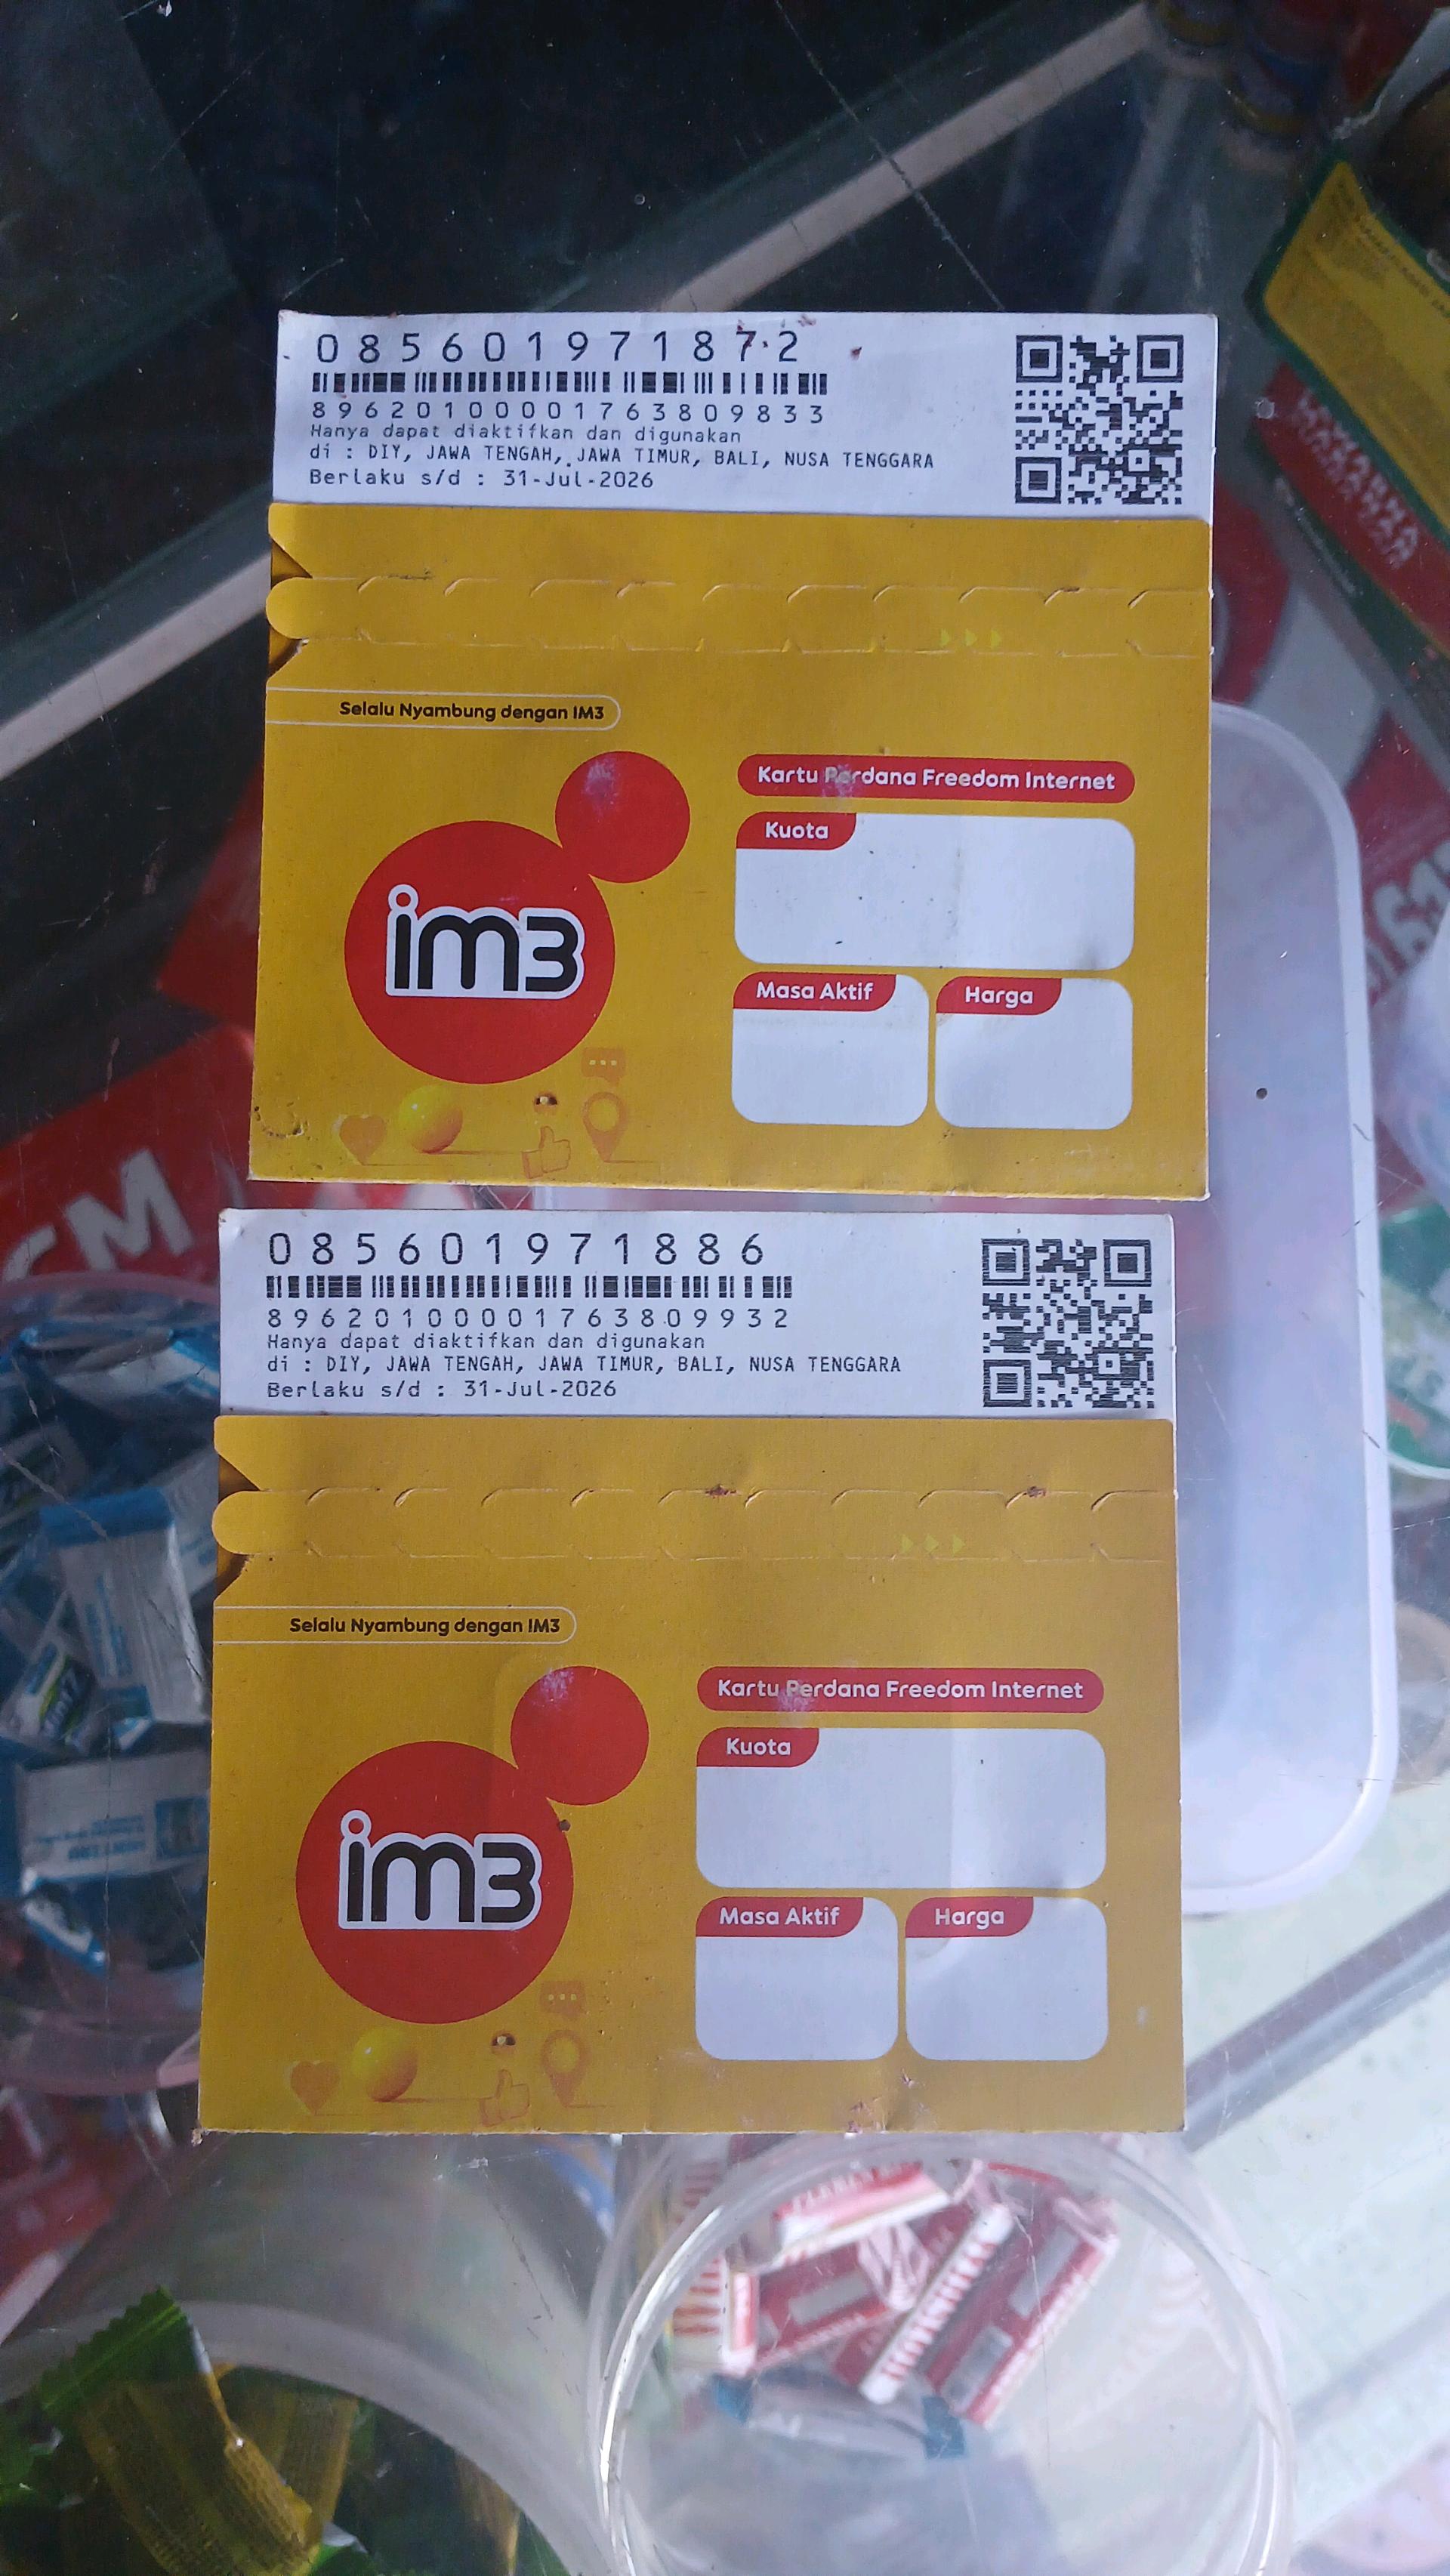 085601971872
8962010000176380983 3
Hanya dapat diaktifkan dan digunakan
di : DIY, JAWA TENGAH, JAWA TIMUR, BALI, NUSA TENGGARA
Berlaku s/d : 31-Jul-2026
Selalu Nyambung dengan IM3
Kartu Perdana Freedom Internet
Kuota
im3
Masa Aktif
Harga
085601971886
89620100001763809932
Hanya dapat diaktifkan dan digunakan
di : DIY, JAWA TENGAH, JAWA TIMUR, BALI, NUSA TENGGARA
Berlaku s/d : 31-Jul-2026
Selalu Nyambung dengan IM3
Kartu Perdana Freedom Internet
Kuota
im3
Masa Aktif
Harga